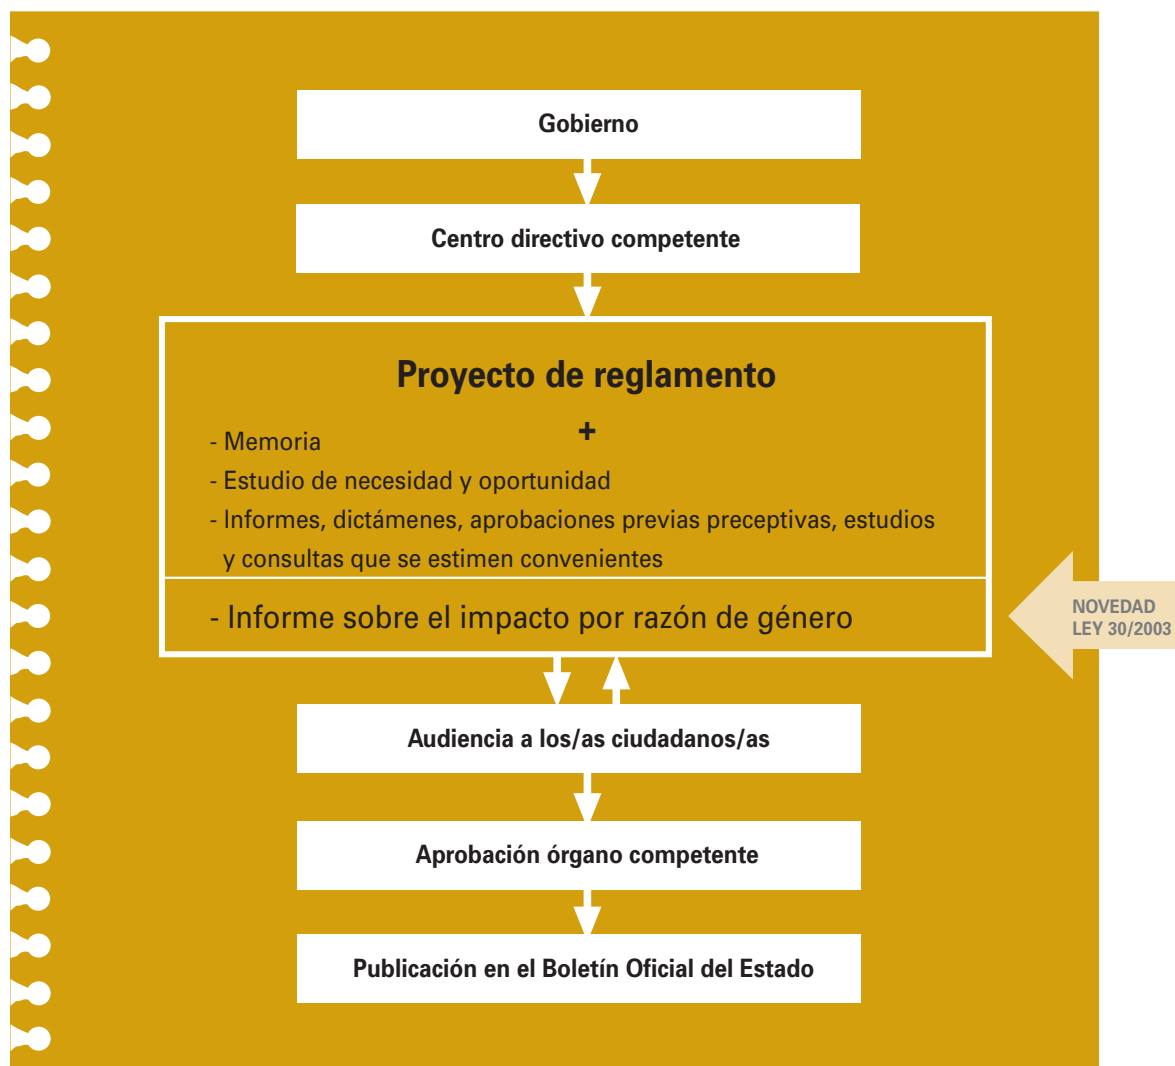 Gobierno
Centro directivo competente
Proyecto de reglamento
+
- Memoria
- Estudio de necesidad y oportunidad
- Informes, dictámenes, aprobaciones previas preceptivas, estudios
y consultas que se estimen convenientes
- Informe sobre el impacto por razón de género
NOVEDAD
LEY 30/2003
Audiencia a los/as ciudadanos/as
Aprobación órgano competente
Publicación en el Boletín Oficial del Estado